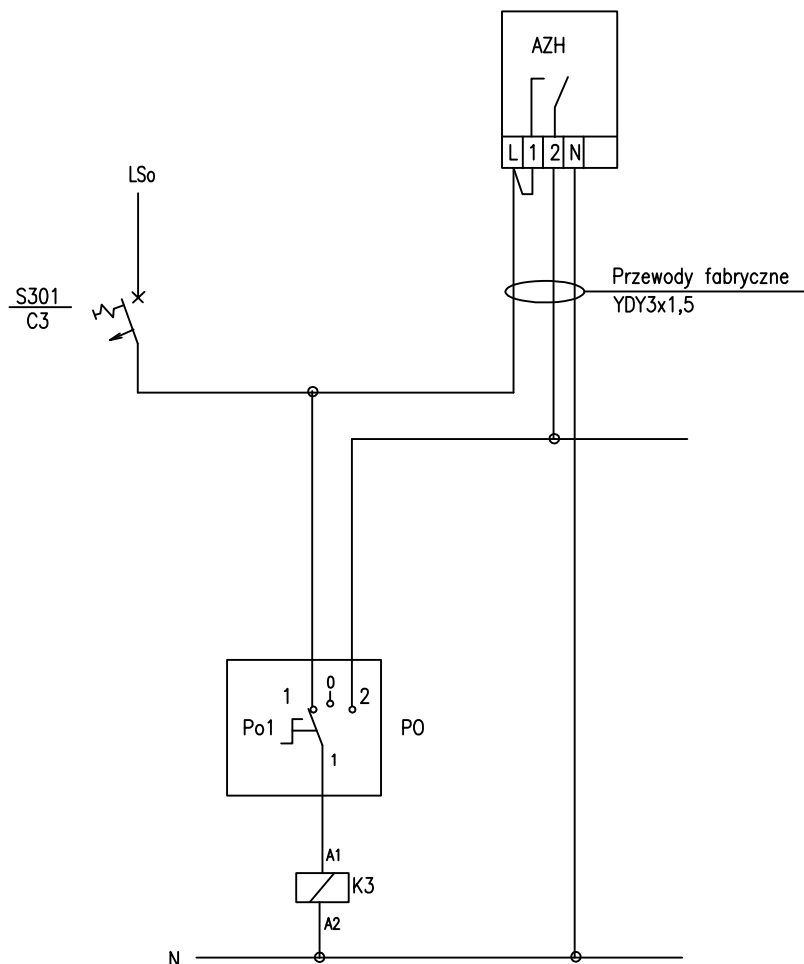 AZH
L 1 2 N
LSo
Przewody fabryczne
YDY3x1,5
S301
C3
1 0 2
Po1
PO
1
A1
K3
A2
N